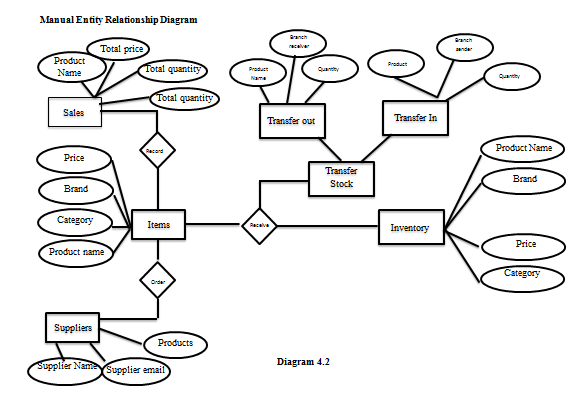 Manual Entity Relationship Diagram
Total price
Product
Name
Total quantity
Total quantity
Sales
Branch
receiver
Product
Name
Quantity
Transfer out
Branch
sender
Product
Quantity
Transfer In
Record
Transfer
Stock
Price
Brand
Category
Product name
Items
Receive
Inventory
Product Name
Brand
Price
Category
Order
Suppliers
Products
Supplier Name
Supplier email
Diagram 4.2